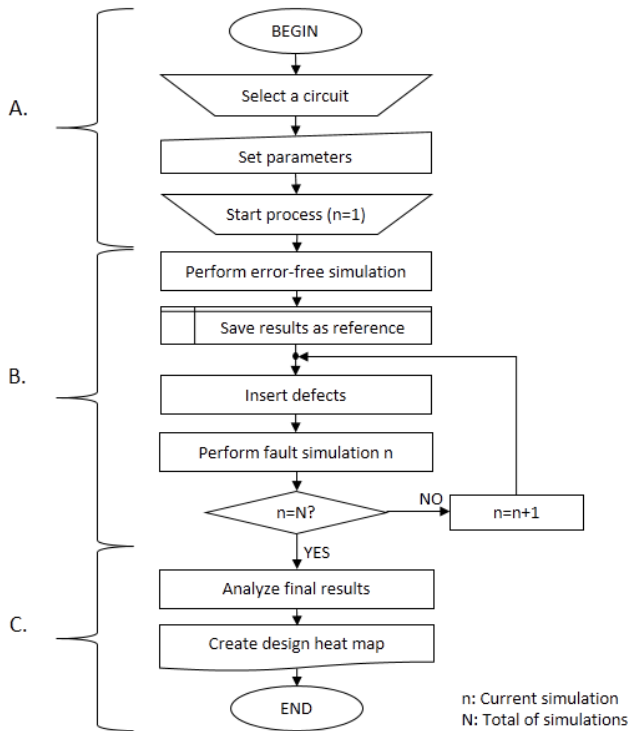 BEGIN
A.
Select a circuit
Set parameters
Start process (n=1)
Perform error-free simulation
Save results as reference
B.
Insert defects
Perform fault simulation n
n=N?
NO
n=n+1
YES
Analyze final results
C.
Create design heat map
END
n: Current simulation
N: Total of simulations